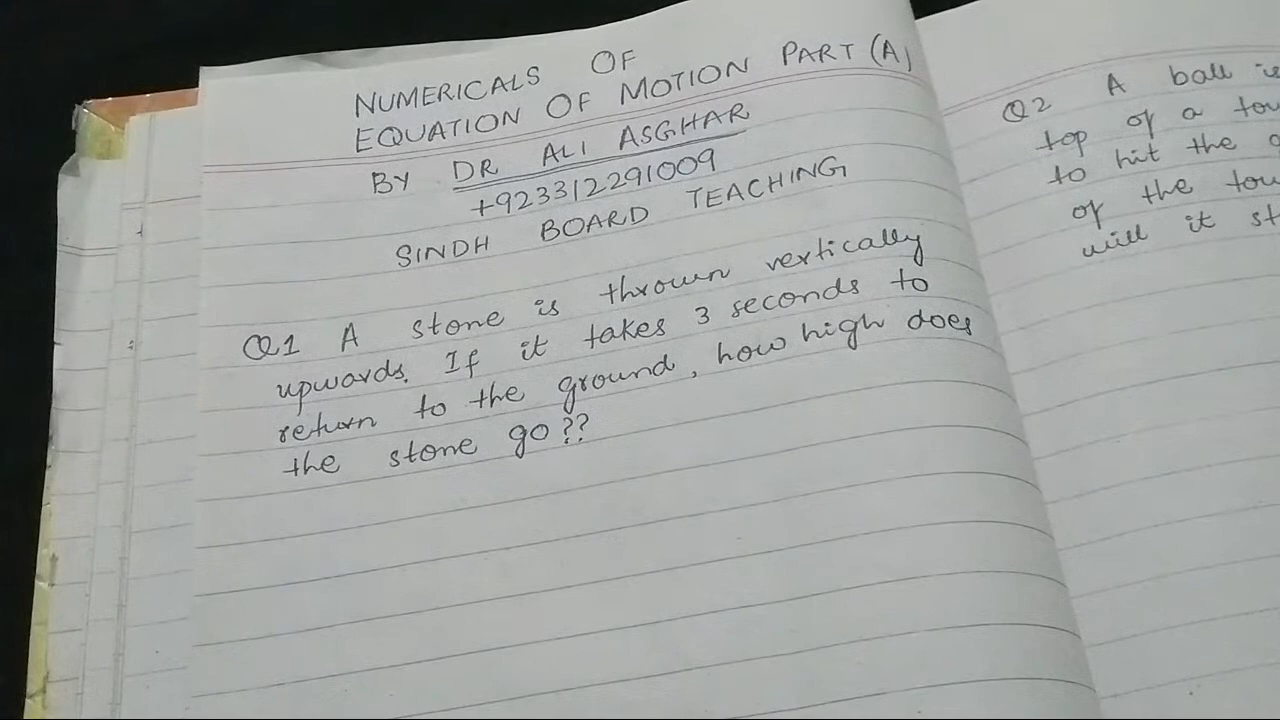 NUMERICALS OF
EQUATION OF MOTION PART (A)
BY DR ALI ASGHAR
+923312291009
SINDH BOARD TEACHING
Q1 A stone is thrown vertically
upwards. If it takes 3 seconds to
return to the ground, how high does
the stone go??
Q2 A ball is
top of a
to hit the
of the
will it